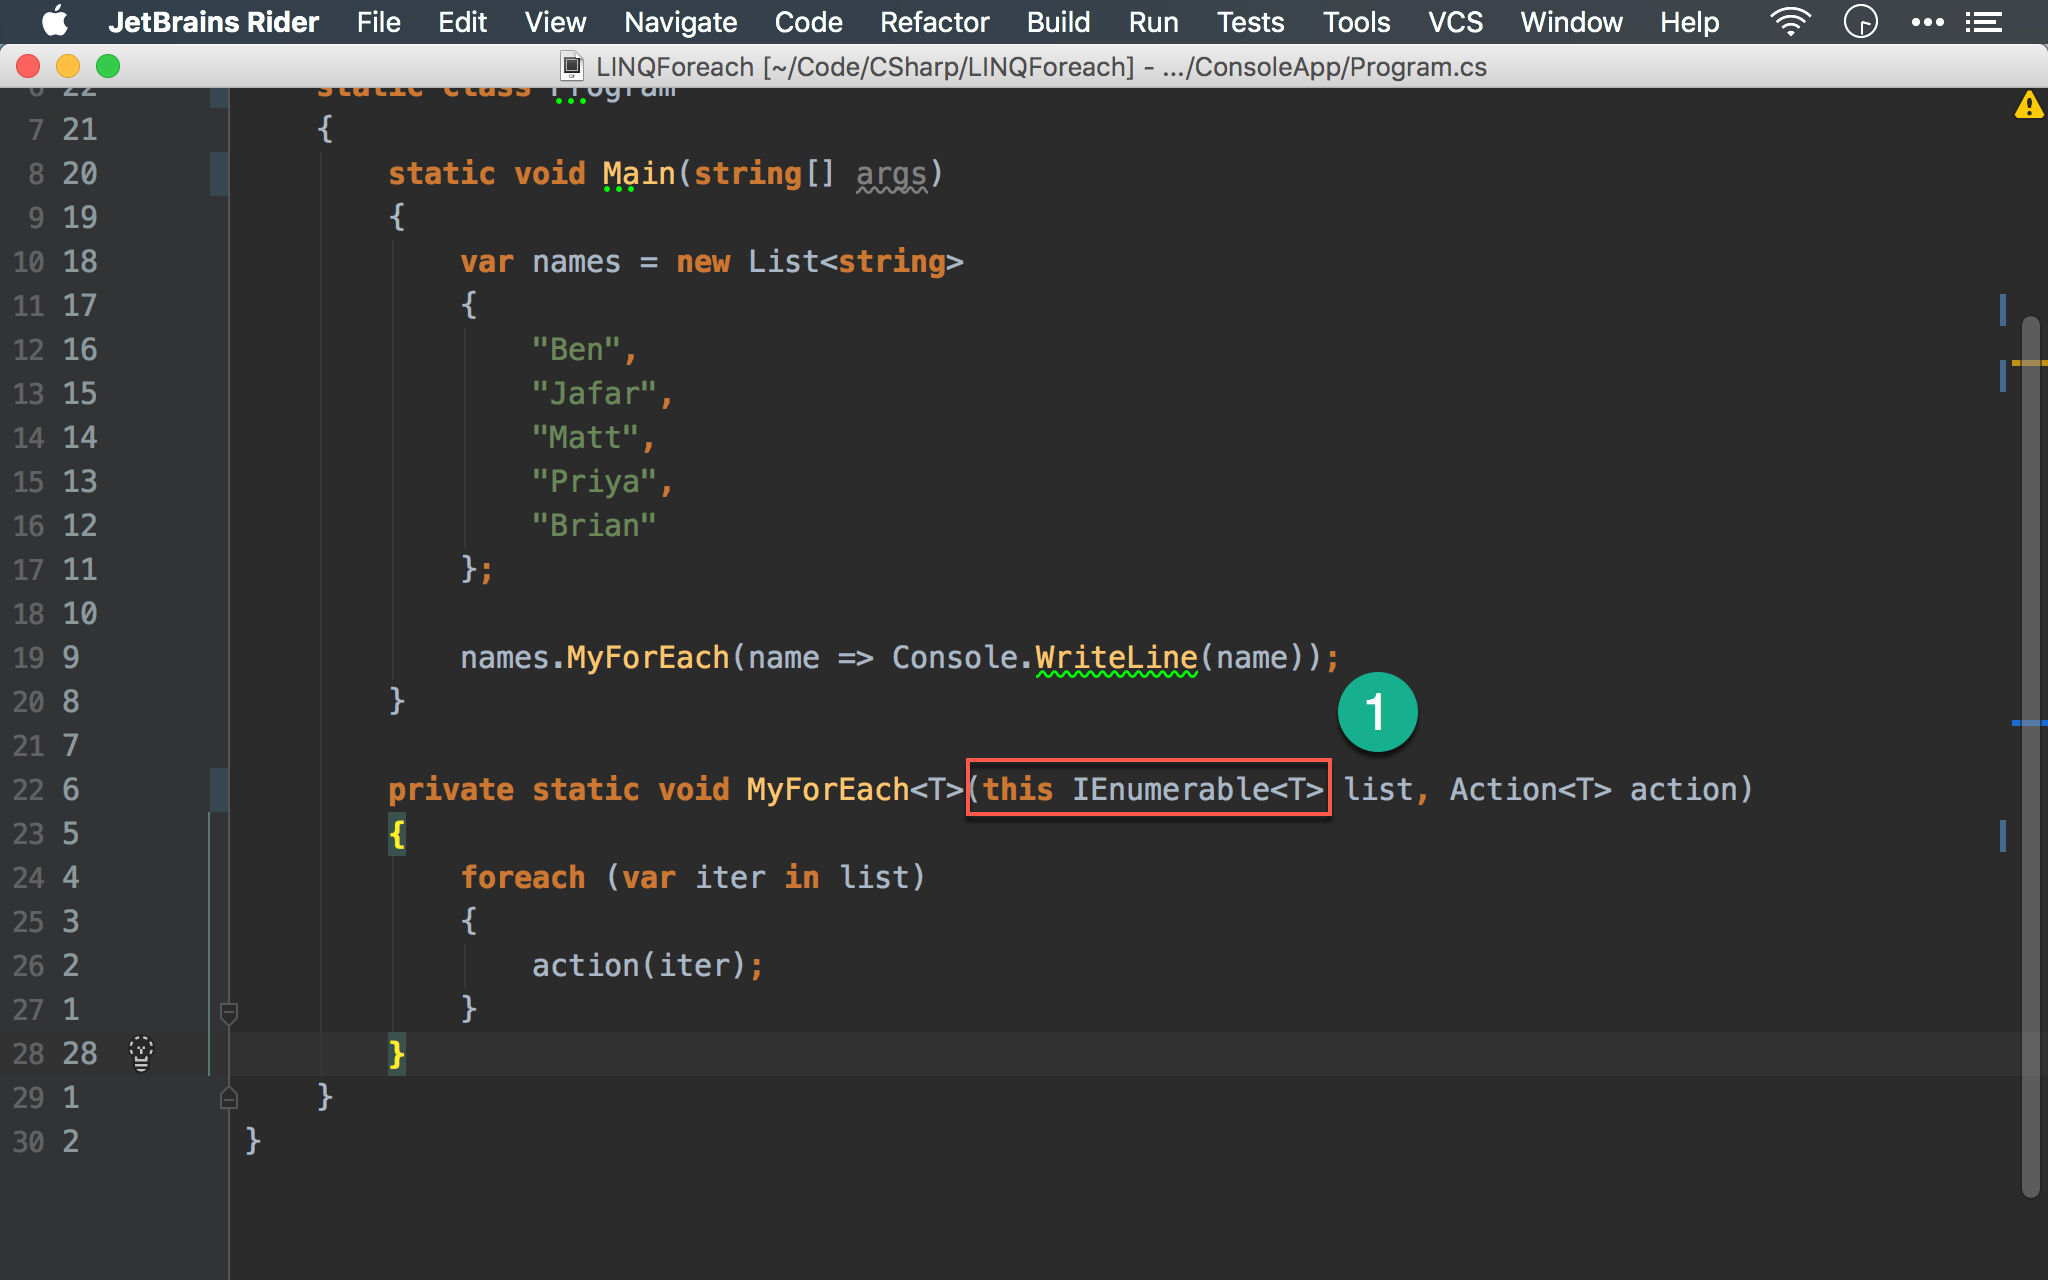 JetBrains Rider File Edit View Navigate Code Refactor Build Run Tests Tools VCS Window Help
LINQForeach [~/Code/CSharp/LINQForeach] - .../ConsoleApp/Program.cs
6 22 static class Program
7 21 {
8 20 static void Main(string[] args)
9 19 {
10 18 var names = new List<string>
11 17 {
12 16 "Ben",
13 15 "Jafar",
14 14 "Matt",
15 13 "Priya",
16 12 "Brian"
17 11 };
18 10
19 9 names.MyForEach(name => Console.WriteLine(name));
20 8 }
1
21 7
22 6 private static void MyForEach<T>(this IEnumerable<T> list, Action<T> action)
23 5 {
24 4 foreach (var iter in list)
25 3 {
26 2 action(iter);
27 1 }
28 28 }
29 1 }
30 2 }